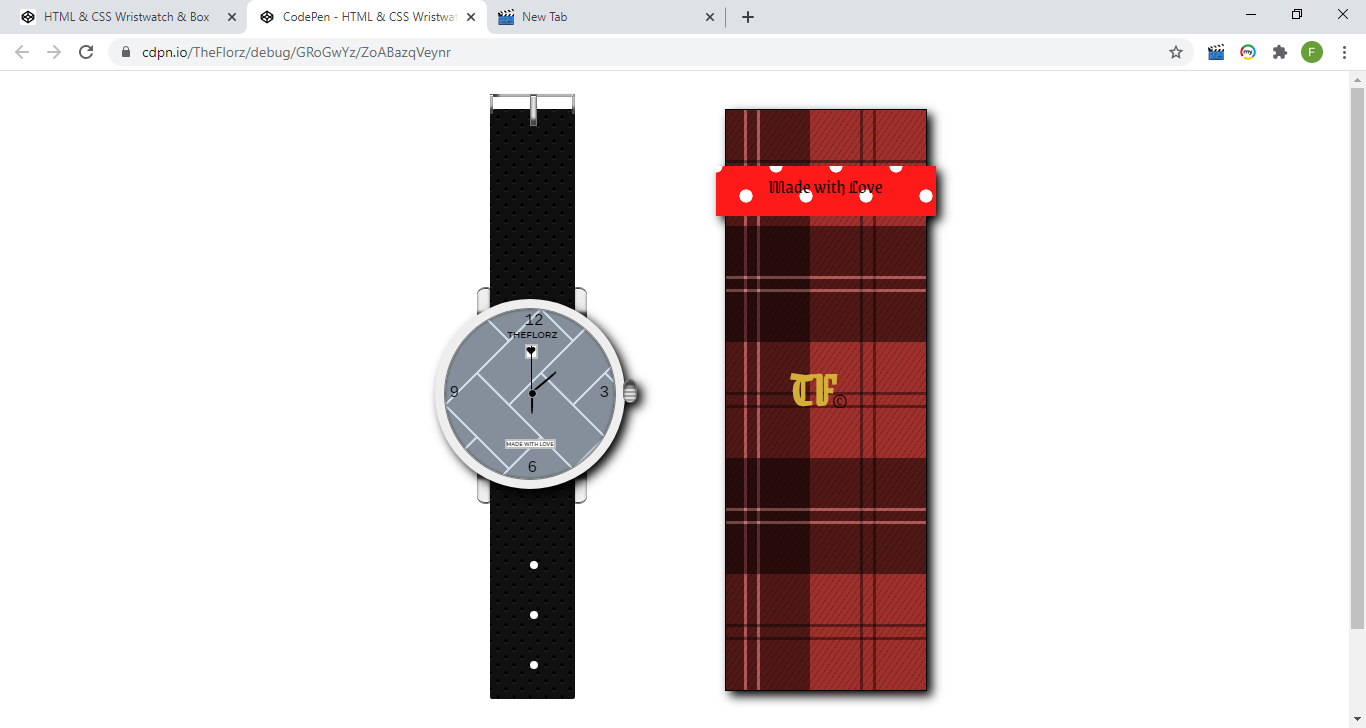 HTML & CSS Wristwatch & Box
CodePen - HTML & CSS Wristwat
New Tab
cdpn.io/TheFlorz/debug/GRoGwYz/ZoABazqVeynr
my
F
12
THEFLORZ
9
3
MADE WITH LOVE
6
Made with Love
TF©